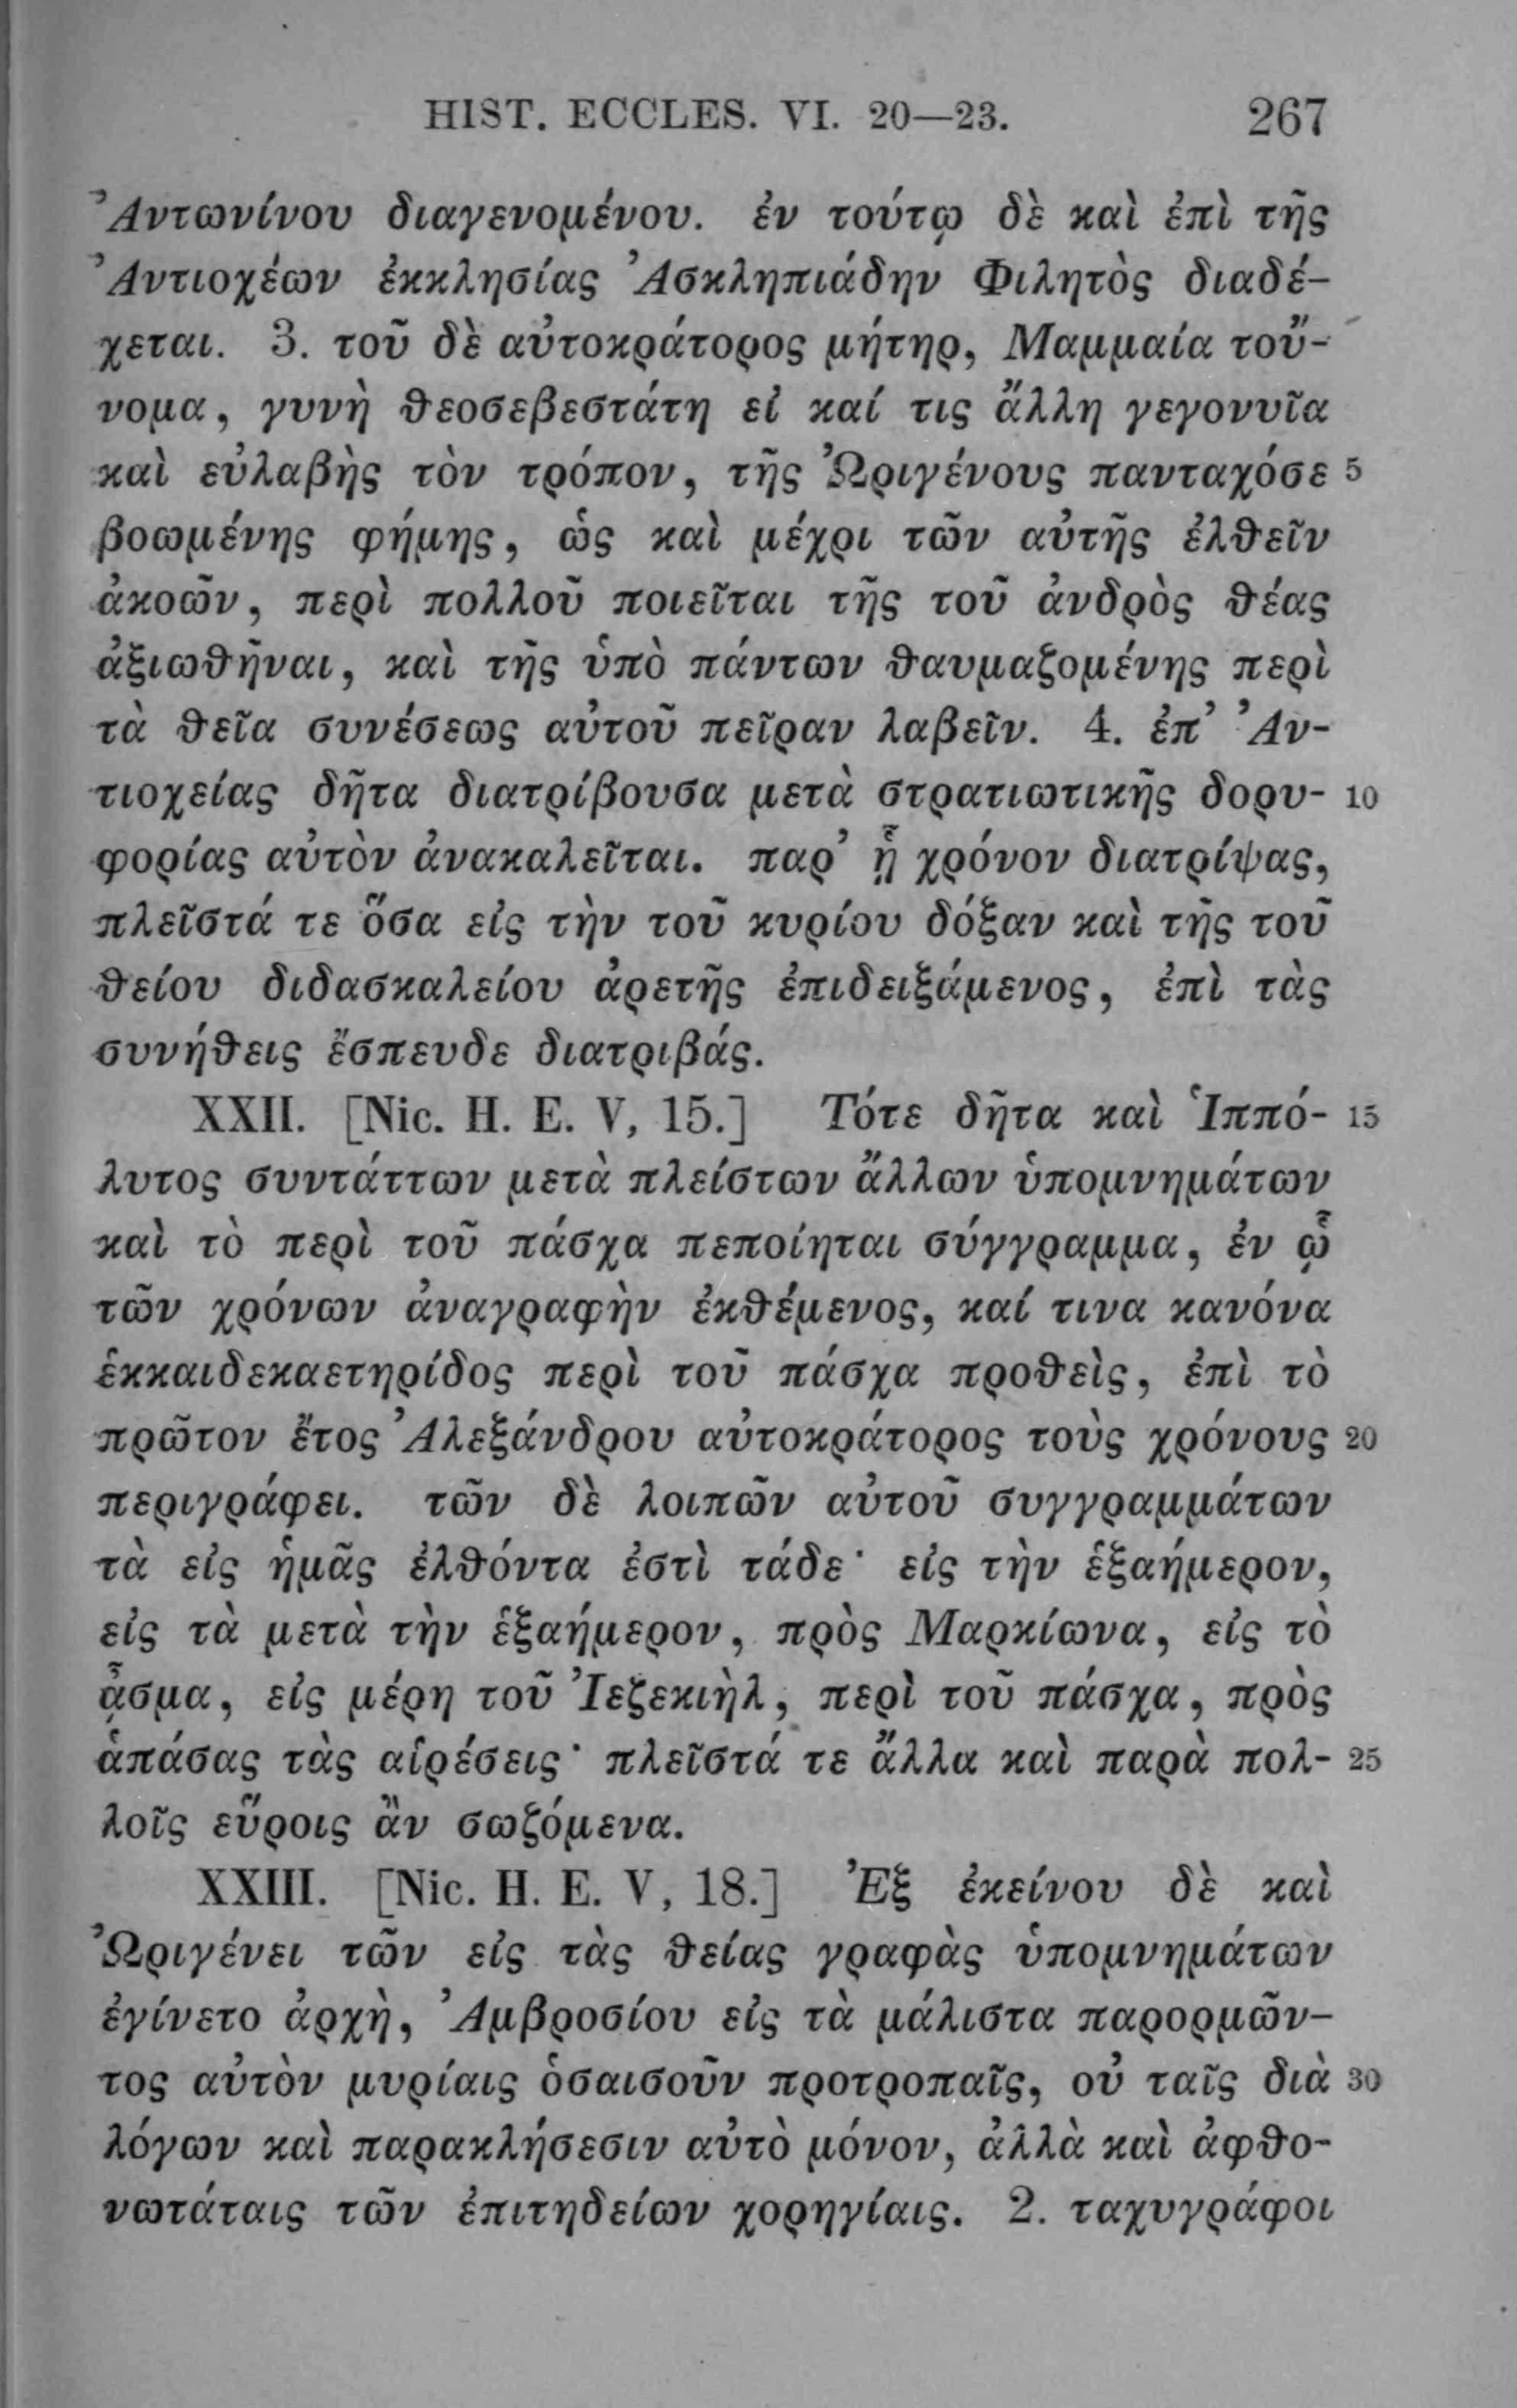 HIST. ECCLES. VI. 20—23. 267
Ἀντωνίνου διαγενομένου. ἐν τούτῳ δὲ καὶ ἐπὶ τῆς
Ἀντιοχέων ἐκκλησίας Ἀσκληπιάδην Φιλητὸς διαδέ-
χεται. 3. τοῦ δὲ αὐτοκράτορος μήτηρ, Μαμμαία τοὔ-
νομα, γυνὴ θεοσεβεστάτη εἰ καί τις ἄλλη γεγονυῖα
καὶ εὐλαβὴς τὸν τρόπον, τῆς Ὠριγένους πανταχόσε 5
βοωμένης φήμης, ὡς καὶ μέχρι τῶν αὐτῆς ἐλθεῖν
ἀκοῶν, περὶ πολλοῦ ποιεῖται τῆς τοῦ ἀνδρὸς θέας
ἀξιωθῆναι, καὶ τῆς ὑπὸ πάντων θαυμαζομένης περὶ
τὰ θεῖα συνέσεως αὐτοῦ πεῖραν λαβεῖν. 4. ἐπ’ Ἀν-
τιοχείας δῆτα διατρίβουσα μετὰ στρατιωτικῆς δορυ- 10
φορίας αὐτὸν ἀνακαλεῖται. παρ’ ᾗ χρόνον διατρίψας,
πλεῖστά τε ὅσα εἰς τὴν τοῦ κυρίου δόξαν καὶ τῆς τοῦ
θείου διδασκαλείου ἀρετῆς ἐπιδειξάμενος, ἐπὶ τὰς
συνήθεις ἔσπευδε διατριβάς.
XXII. [Nic. H. E. V, 15.] Τότε δῆτα καὶ Ἱππό- 15
λυτος συντάττων μετὰ πλείστων ἄλλων ὑπομνημάτων
καὶ τὸ περὶ τοῦ πάσχα πεποίηται σύγγραμμα, ἐν ᾧ
τῶν χρόνων ἀναγραφὴν ἐκθέμενος, καί τινα κανόνα
ἑκκαιδεκαετηρίδος περὶ τοῦ πάσχα προθεὶς, ἐπὶ τὸ
πρῶτον ἔτος Ἀλεξάνδρου αὐτοκράτορος τοὺς χρόνους 20
περιγράφει. τῶν δὲ λοιπῶν αὐτοῦ συγγραμμάτων
τὰ εἰς ἡμᾶς ἐλθόντα ἐστὶ τάδε· εἰς τὴν ἑξαήμερον,
εἰς τὰ μετὰ τὴν ἑξαήμερον, πρὸς Μαρκίωνα, εἰς τὸ
ᾆσμα, εἰς μέρη τοῦ Ἰεζεκιὴλ, περὶ τοῦ πάσχα, πρὸς
ἁπάσας τὰς αἱρέσεις· πλεῖστά τε ἄλλα καὶ παρὰ πολ- 25
λοῖς εὕροις ἂν σωζόμενα.
XXIII. [Nic. H. E. V, 18.] Ἐξ ἐκείνου δὲ καὶ
Ὠριγένει τῶν εἰς τὰς θείας γραφὰς ὑπομνημάτων
ἐγίνετο ἀρχὴ, Ἀμβροσίου εἰς τὰ μάλιστα παρορμῶν-
τος αὐτὸν μυρίαις ὁσαισοῦν προτροπαῖς, οὐ ταῖς διὰ 30
λόγων καὶ παρακλήσεσιν αὐτὸ μόνον, ἀλλὰ καὶ ἀφθο-
νωτάταις τῶν ἐπιτηδείων χορηγίαις. 2. ταχυγράφοι